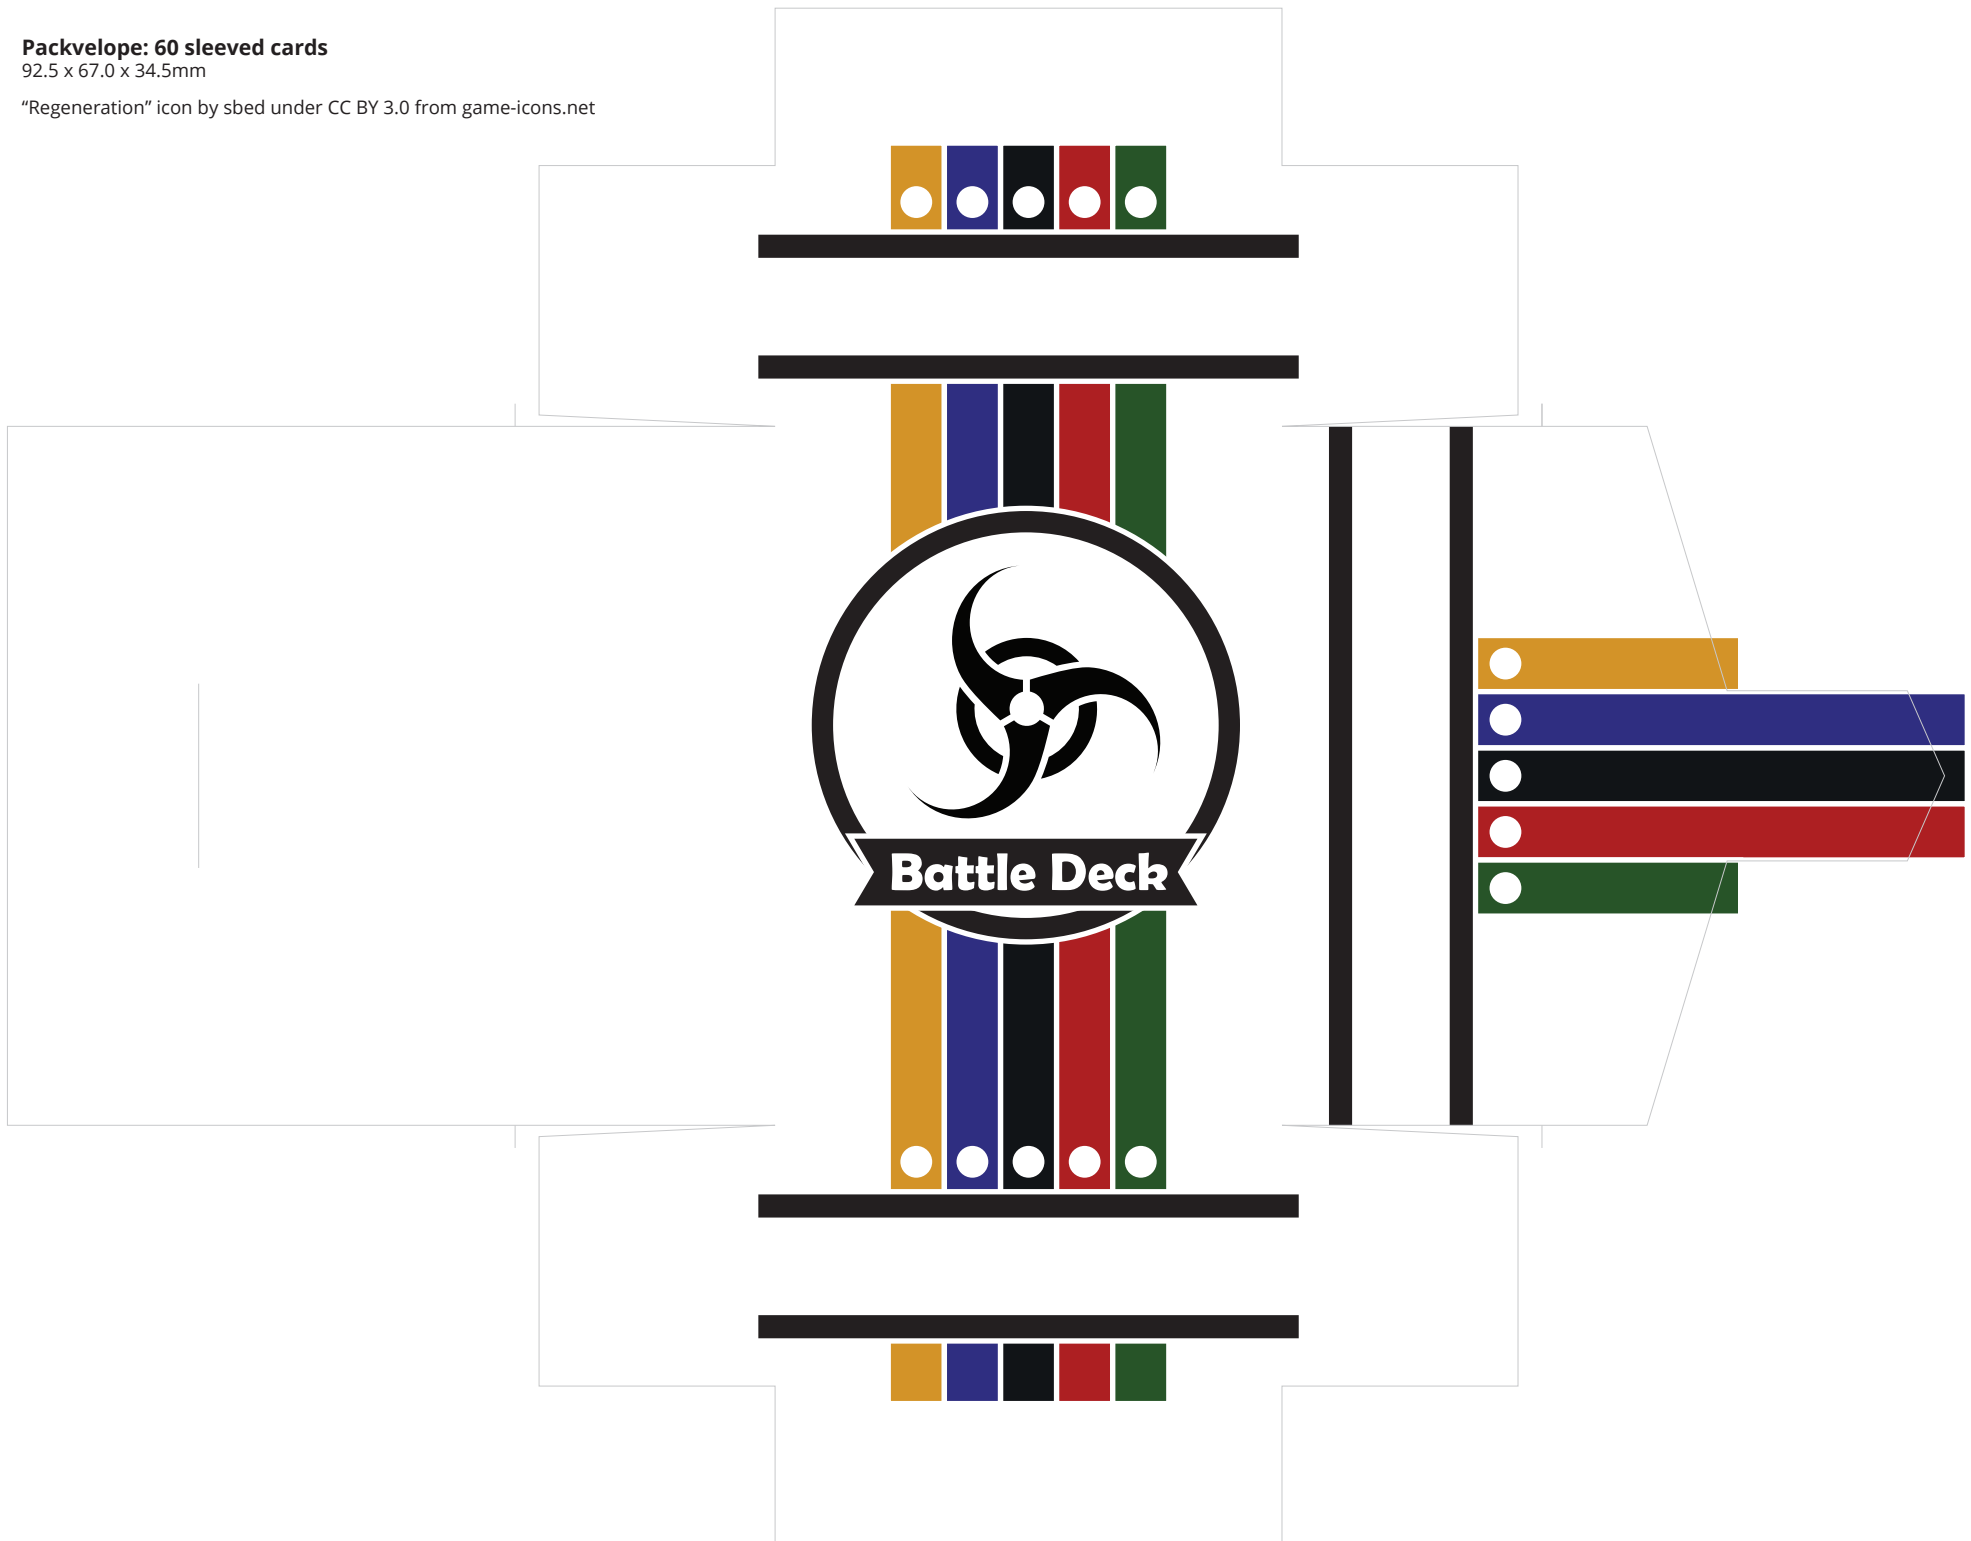 Packvelope: 60 sleeved cards
92.5 x 67.0 x 34.5mm
“Regeneration” icon by sbed under CC BY 3.0 from game-icons.net
Battle Deck